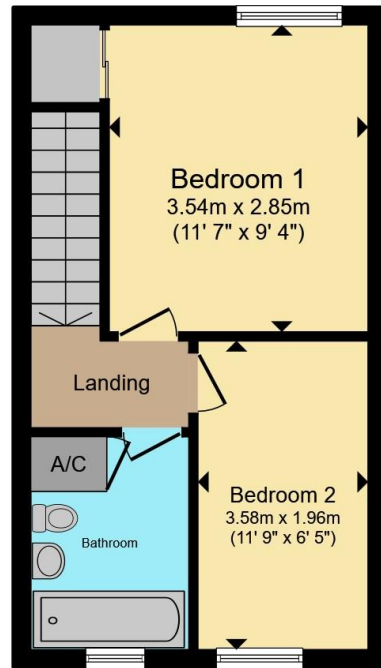 Bedroom 1
3.54m x 2.85m
(11' 7" x 9' 4")
Landing
A/C
Bathroom
Bedroom 2
3.58m x 1.96m
(11' 9" x 6' 5")